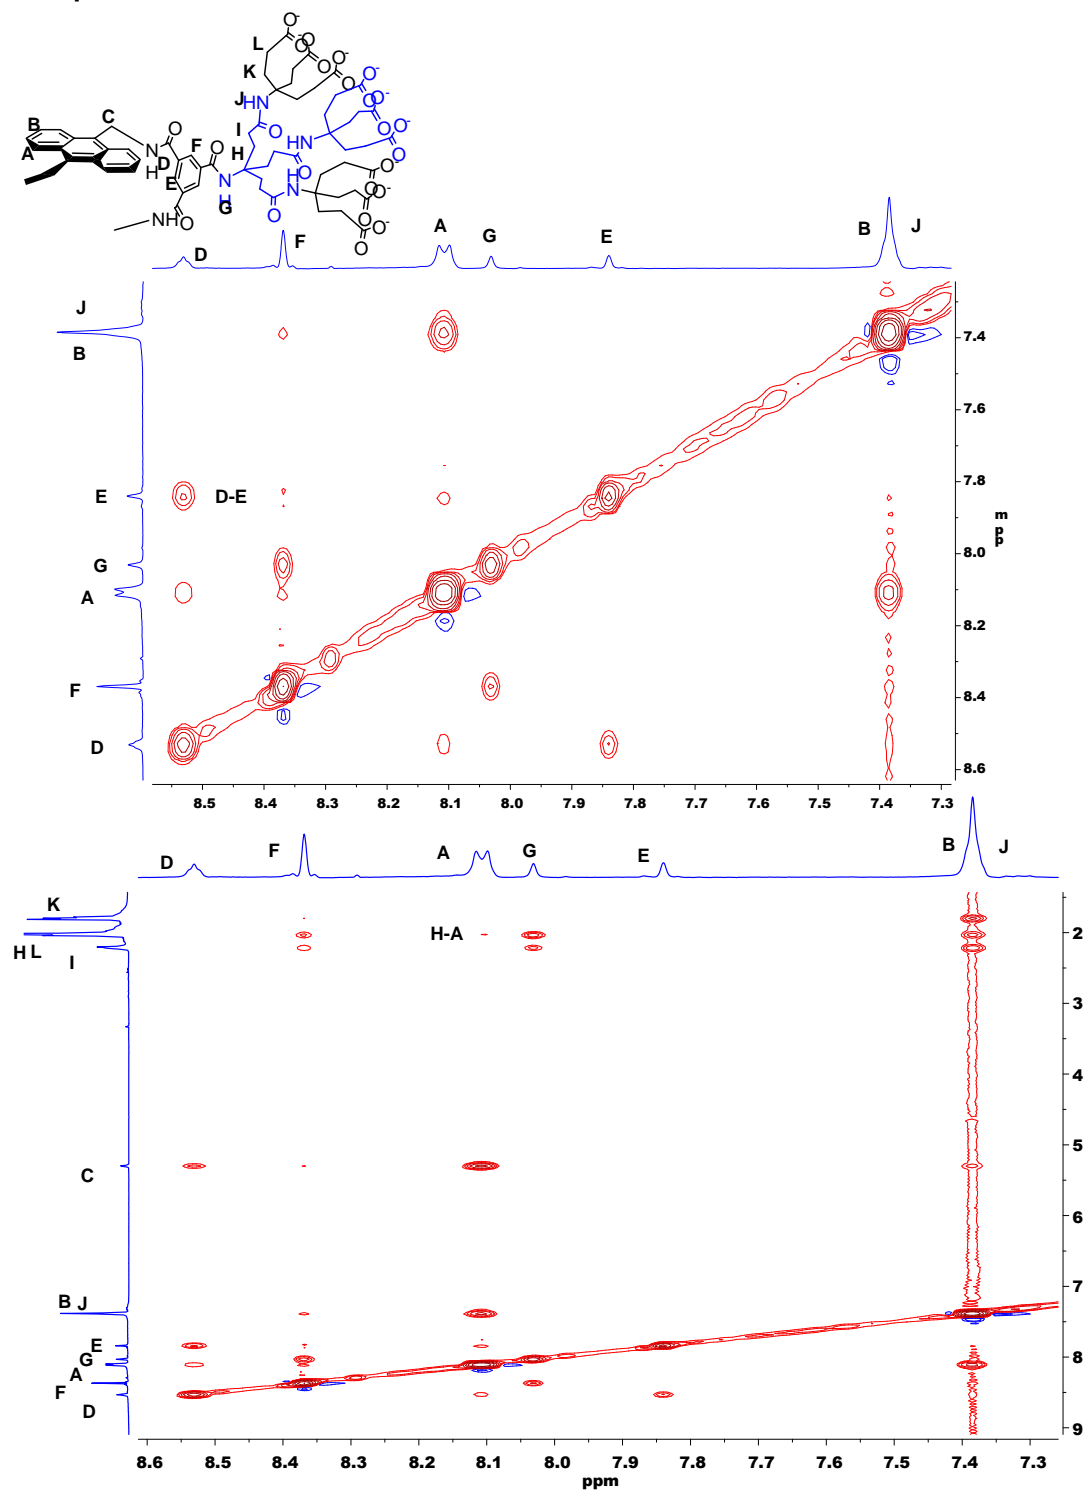 O-
L
O O
O O-
K
O
O O-
O
O-
JHN
O
O-
C
O
I
B
O
O
O-
F
O
H
HN
A
N
D
H
N
H
O
H
N
O-
E
G
O
O
O
O-
NH
O
O
O-
D F A G E B J
J
B
7.4
7.6
E
D-E
7.8
m
p
p
G
8.0
A
8.2
F
8.4
D
8.6
8.5 8.4 8.3 8.2 8.1 8.0 7.9 7.8 7.7 7.6 7.5 7.4 7.3
D F A G E B J
K
H-A
2
H L I
3
4
5
C
6
7
B J
E
G
8
A
F
D
9
8.6 8.5 8.4 8.3 8.2 8.1 8.0 7.9 7.8 7.7 7.6 7.5 7.4 7.3
ppm